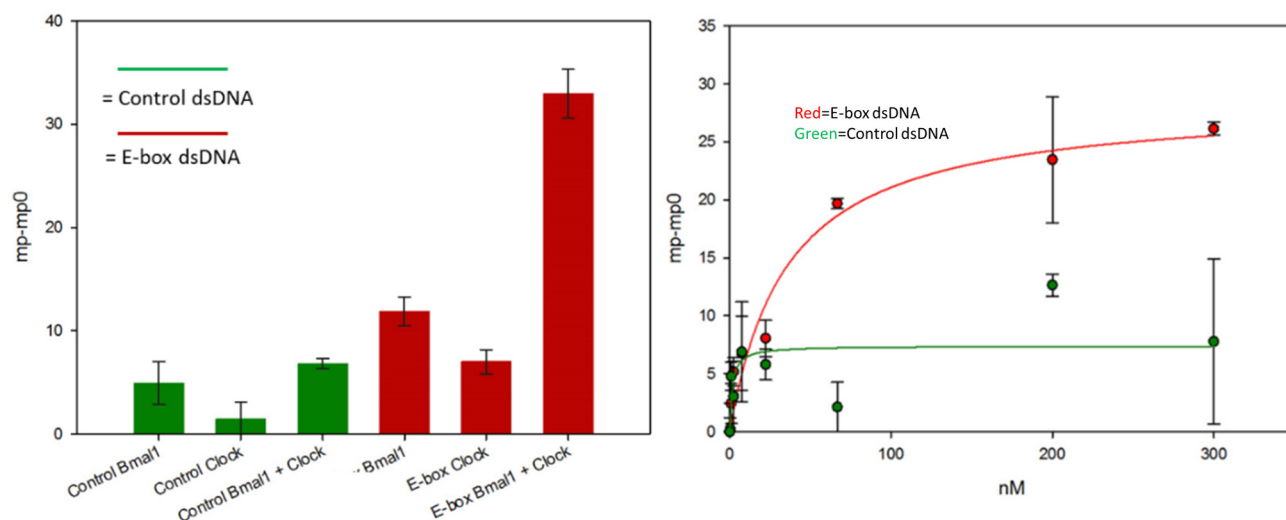 40
30
20
10
0
mp-mp0
= Control dsDNA
= E-box dsDNA
Control Bmal1
Control Clock
Control Bmal1 + Clock
Bmal1
E-box Clock
E-box Bmal1 + Clock
35
30
25
20
15
10
5
0
mp-mp0
Red=E-box dsDNA
Green=Control dsDNA
0
100
200
300
nM